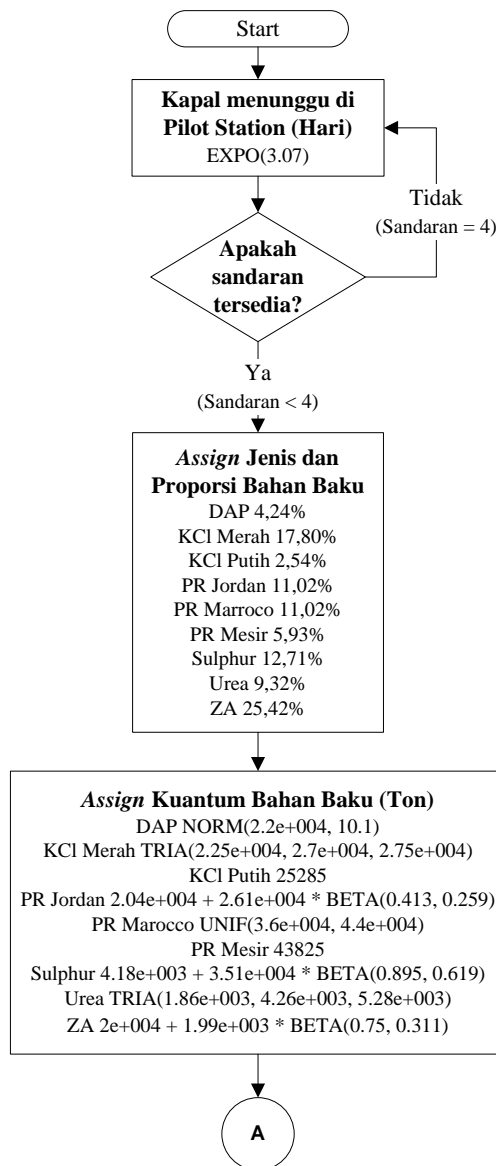 Start
Kapal menunggu di
Pilot Station (Hari)
EXPO(3.07)
Tidak
(Sandaran = 4)
Apakah
sandaran
tersedia?
Ya
(Sandaran < 4)
Assign Jenis dan
Proporsi Bahan Baku
DAP 4,24%
KCl Merah 17,80%
KCl Putih 2,54%
PR Jordan 11,02%
PR Marroco 11,02%
PR Mesir 5,93%
Sulphur 12,71%
Urea 9,32%
ZA 25,42%
Assign Kuantum Bahan Baku (Ton)
DAP NORM(2.2e+004, 10.1)
KCl Merah TRIA(2.25e+004, 2.7e+004, 2.75e+004)
KCl Putih 25285
PR Jordan 2.04e+004 + 2.61e+004 * BETA(0.413, 0.259)
PR Marocco UNIF(3.6e+004, 4.4e+004)
PR Mesir 43825
Sulphur 4.18e+003 + 3.51e+004 * BETA(0.895, 0.619)
Urea TRIA(1.86e+003, 4.26e+003, 5.28e+003)
ZA 2e+004 + 1.99e+003 * BETA(0.75, 0.311)
A